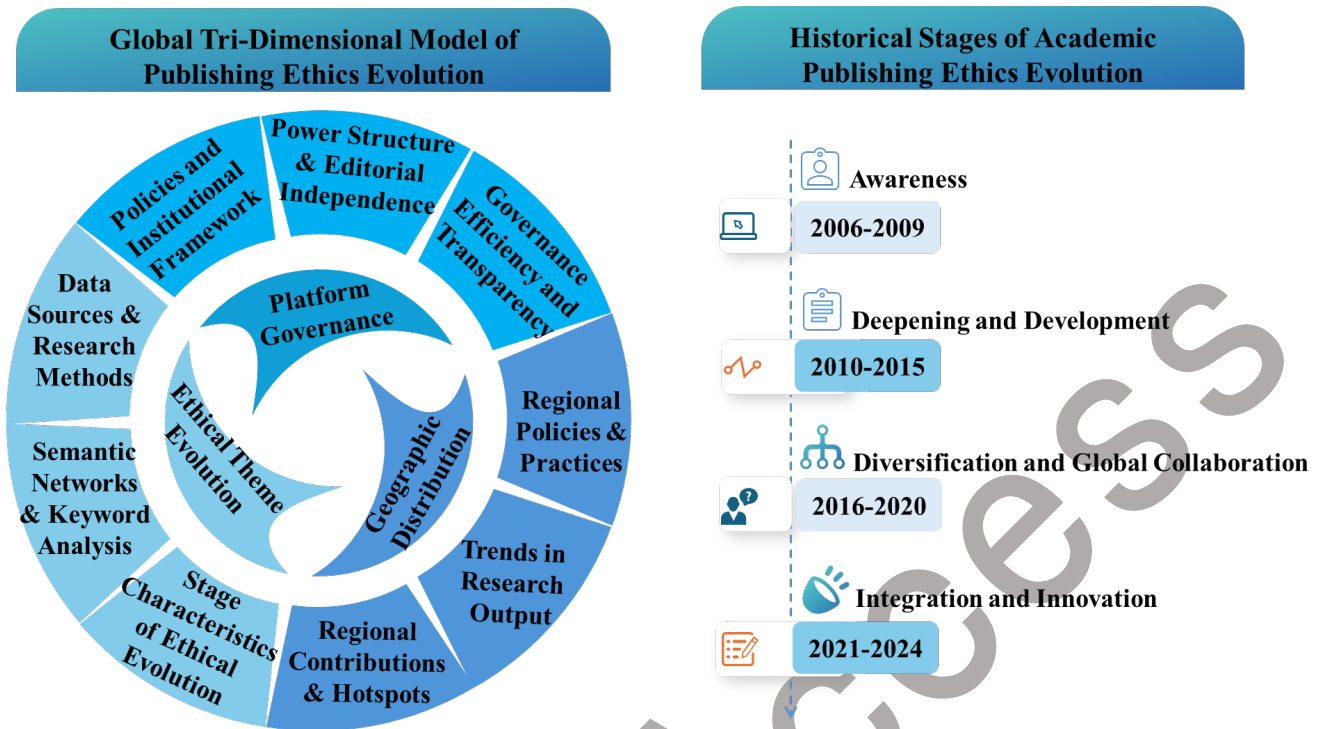 Global Tri-Dimensional Model of
Publishing Ethics Evolution
Power Structure
& Editorial
Independence
Governance
Efficiency and
Transparency
Regional
Policies &
Practices
Trends in
Research
Output
Regional
Contributions
& Hotspots
Stage
Characteristics
of Ethical
Evolution
Semantic
Networks
& Keyword
Analysis
Data
Sources &
Research
Methods
Policies and
Institutional
Framework
Platform
Governance
Geographic
Distribution
Ethical Theme
Evolution
Historical Stages of Academic
Publishing Ethics Evolution
Awareness
2006-2009
Deepening and Development
2010-2015
Diversification and Global Collaboration
2016-2020
?
Integration and Innovation
2021-2024